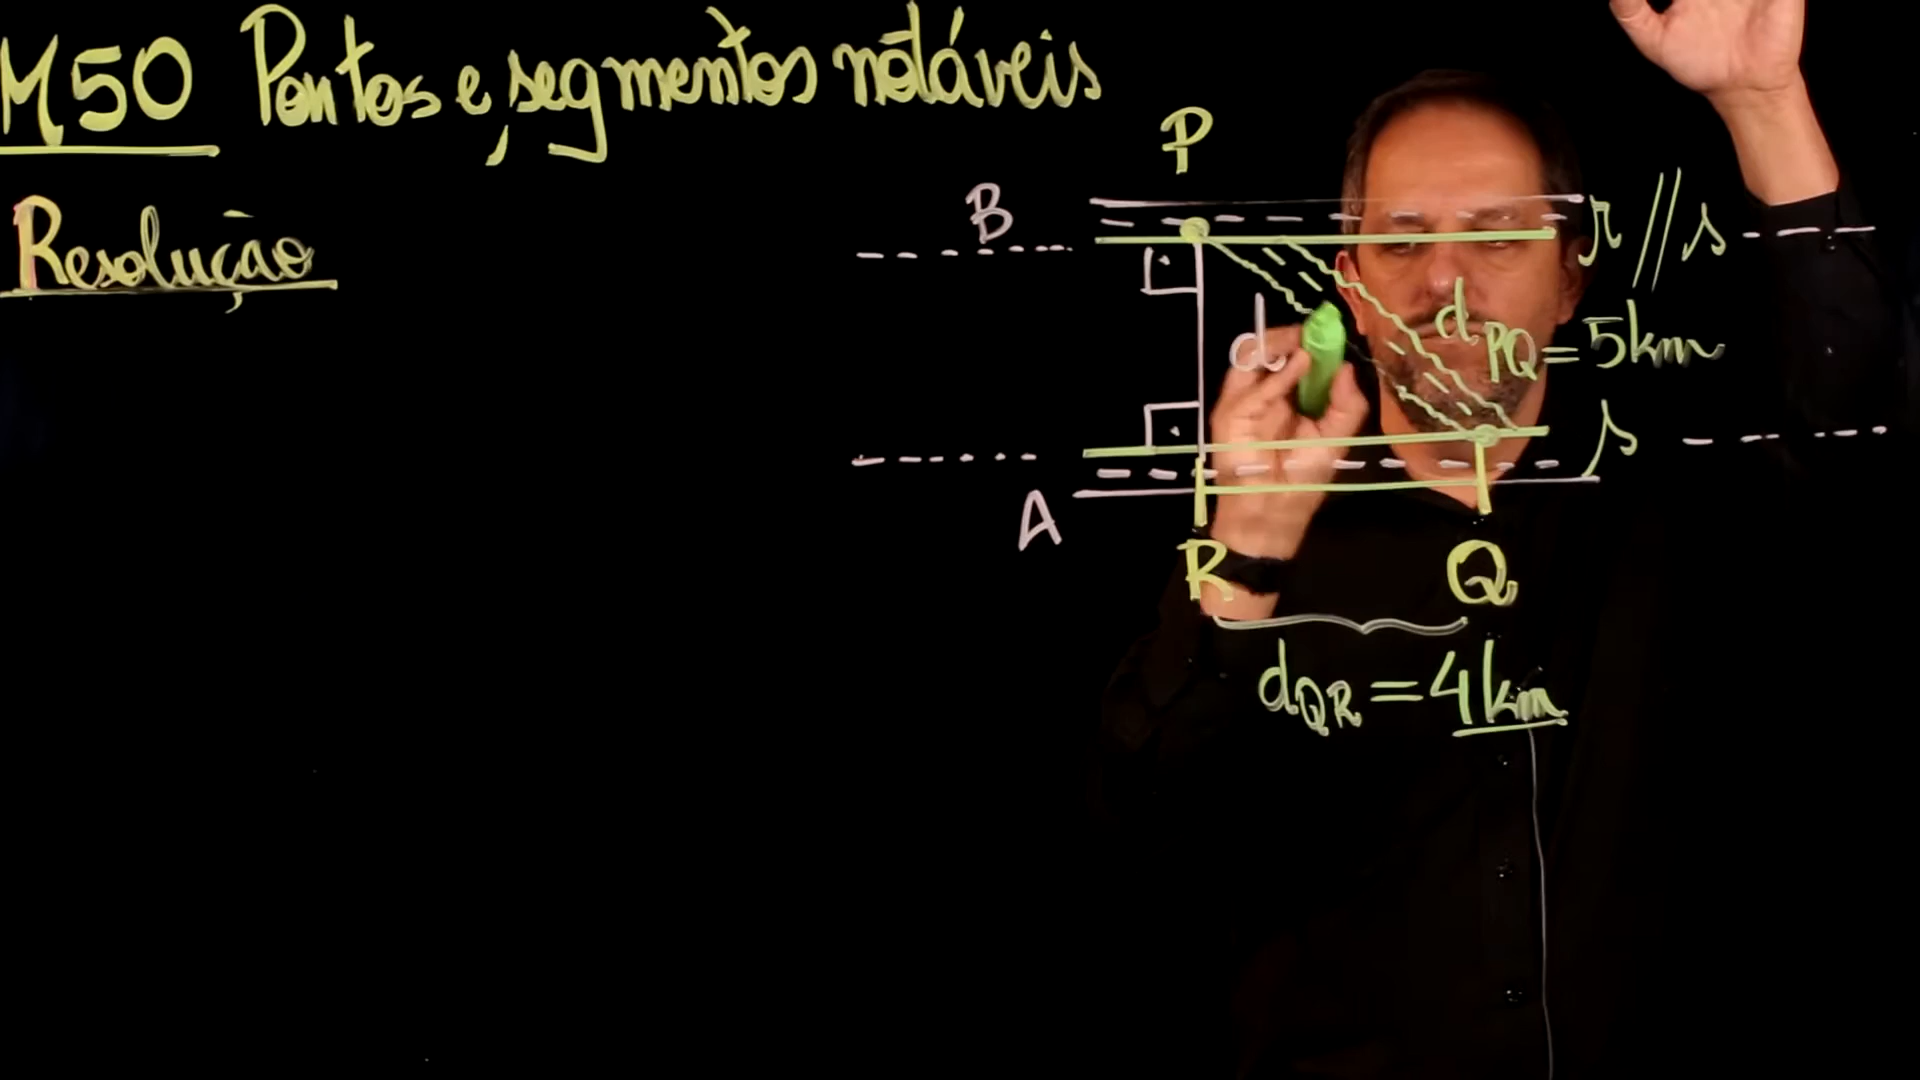 M50 Pontos e segmentos notáveis
Resolução
P
B
r // s
d
dPQ = 5km
s
A
R
Q
dQR = 4km